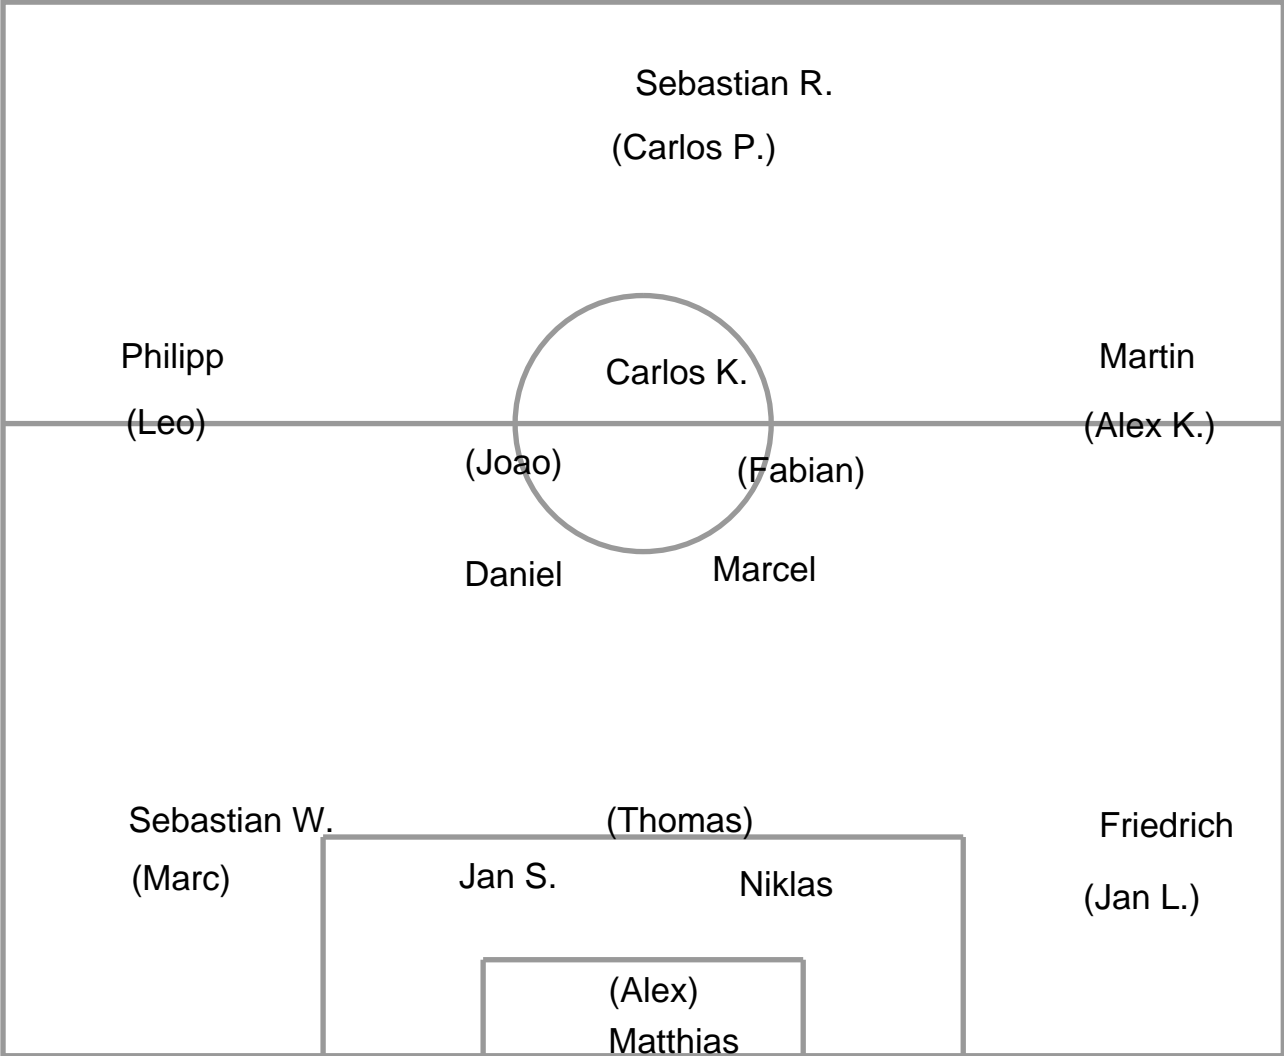 Sebastian R.
(Carlos P.)
Philipp
Carlos K.
Martin
(Leo)
(Alex K.)
(Joao)
(Fabian)
Daniel
Marcel
Sebastian W.
(Thomas)
Friedrich
(Marc)
Jan S.
Niklas
(Jan L.)
(Alex)
Matthias